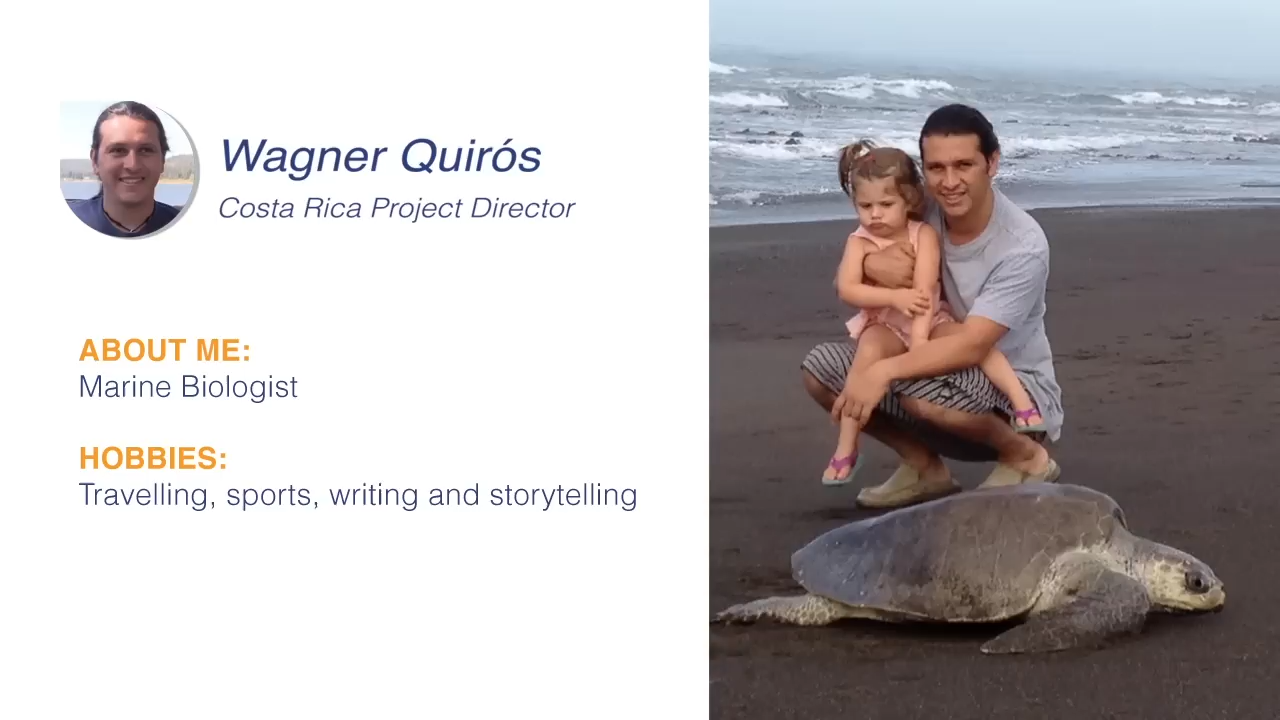 Wagner Quirós
Costa Rica Project Director
ABOUT ME:
Marine Biologist
HOBBIES:
Travelling, sports, writing and storytelling